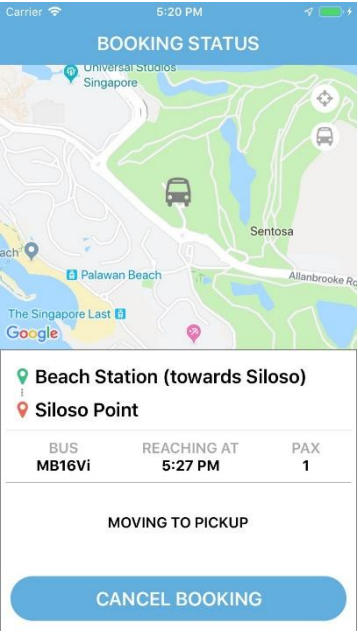 Carrier 5:20 PM
BOOKING STATUS
Universal Studios
Singapore
Sentosa
ach
Palawan Beach
Allanbrooke Ro
The Singapore Last
Google
Beach Station (towards Siloso)
Siloso Point
BUS REACHING AT PAX
MB16Vi 5:27 PM 1
MOVING TO PICKUP
CANCEL BOOKING